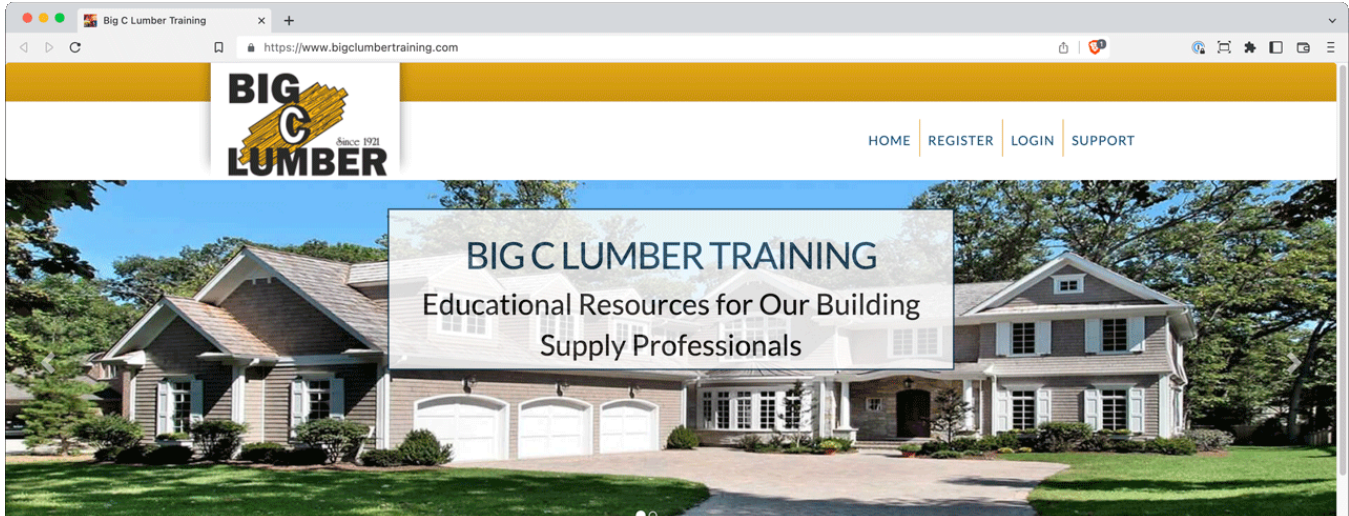 Big C Lumber Training
https://www.bigclumbertraining.com
BIG
C
Since 1921
LUMBER
HOME REGISTER LOGIN SUPPORT
BIG C LUMBER TRAINING
Educational Resources for Our Building
Supply Professionals